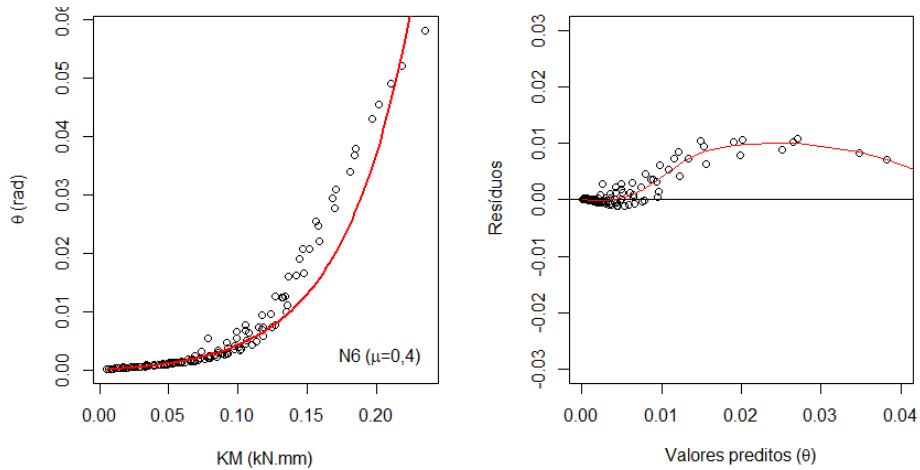 0.06
0.05
0.04
0.03
0.02
0.01
0.00
θ (rad)
N6 (μ=0,4)
0.00 0.05 0.10 0.15 0.20
KM (kN.mm)
0.03
0.02
0.01
0.00
-0.01
-0.02
-0.03
Resíduos
0.00 0.01 0.02 0.03 0.04
Valores preditos (θ)